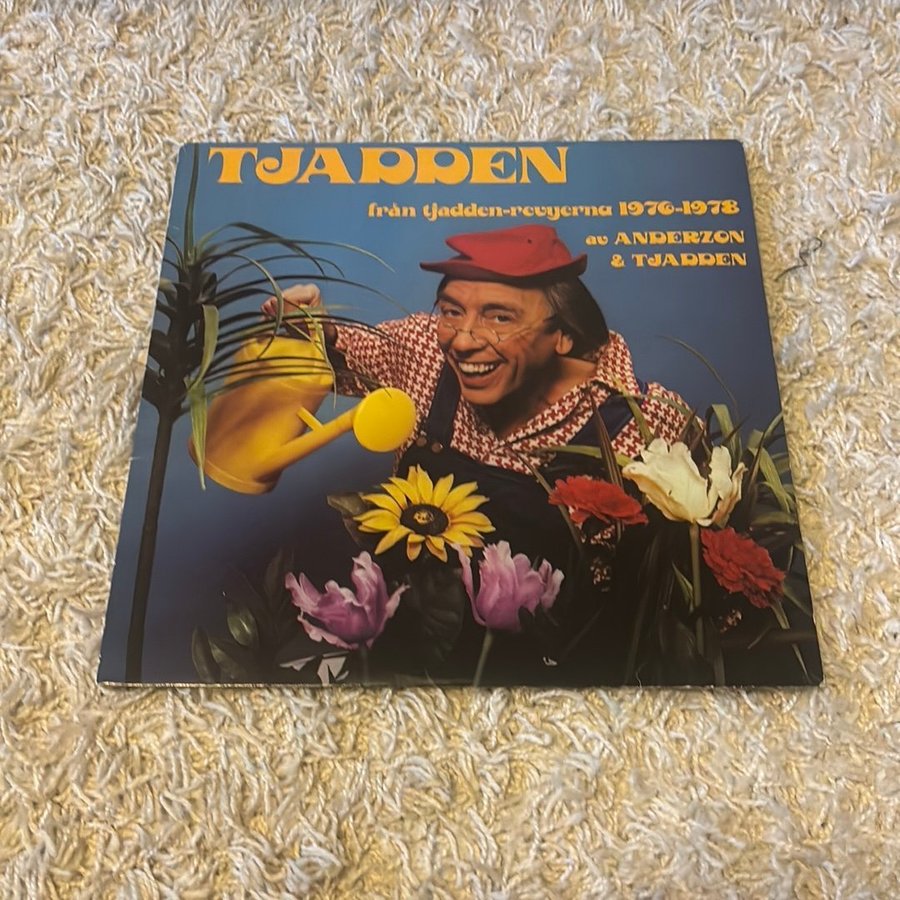 TJADDEN
från tjadden-revyerna 1976-1978
av ANDERZON
& TJADDEN